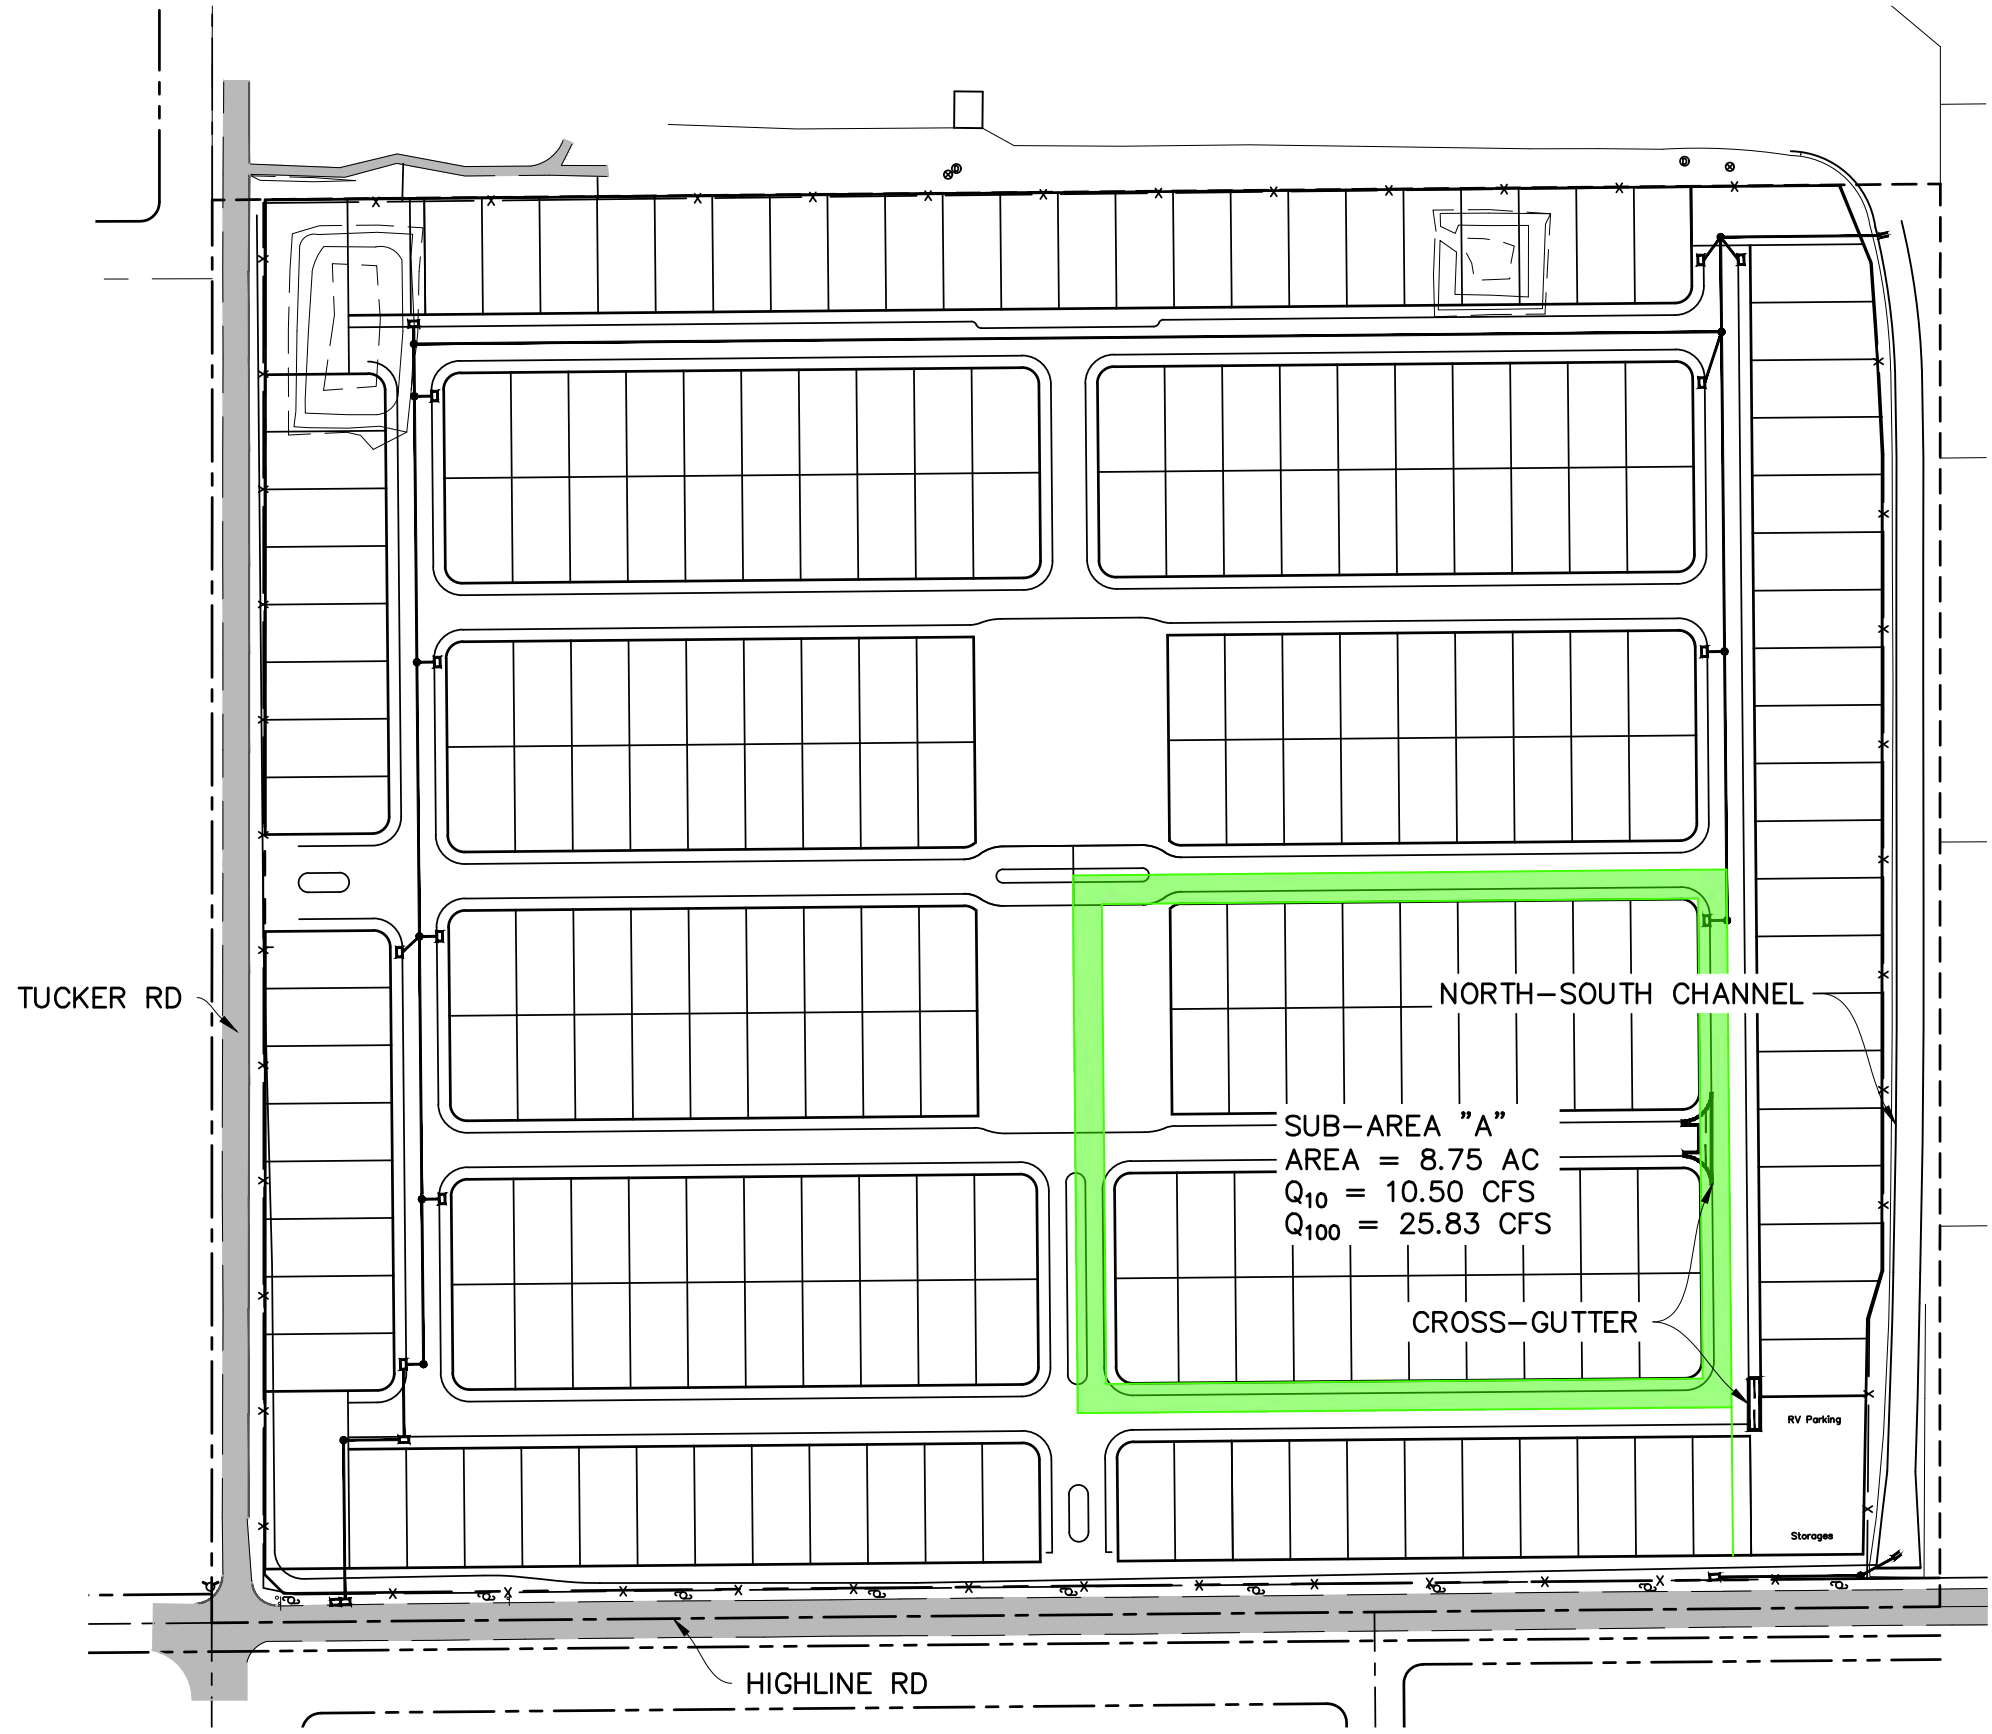 TUCKER RD
NORTH-SOUTH CHANNEL
SUB-AREA "A"
AREA = 8.75 AC
Q10 = 10.50 CFS
Q100 = 25.83 CFS
CROSS-GUTTER
RV Parking
Storages
HIGHLINE RD